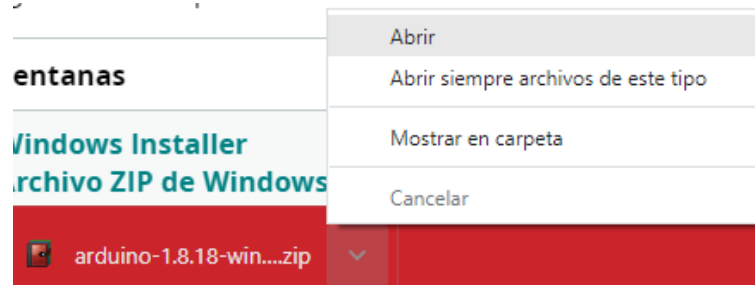 Abrir
entanas
Abrir siempre archivos de este tipo
Windows Installer
Mostrar en carpeta
rchivo ZIP de Windows
Cancelar
arduino-1.8.18-win....zip